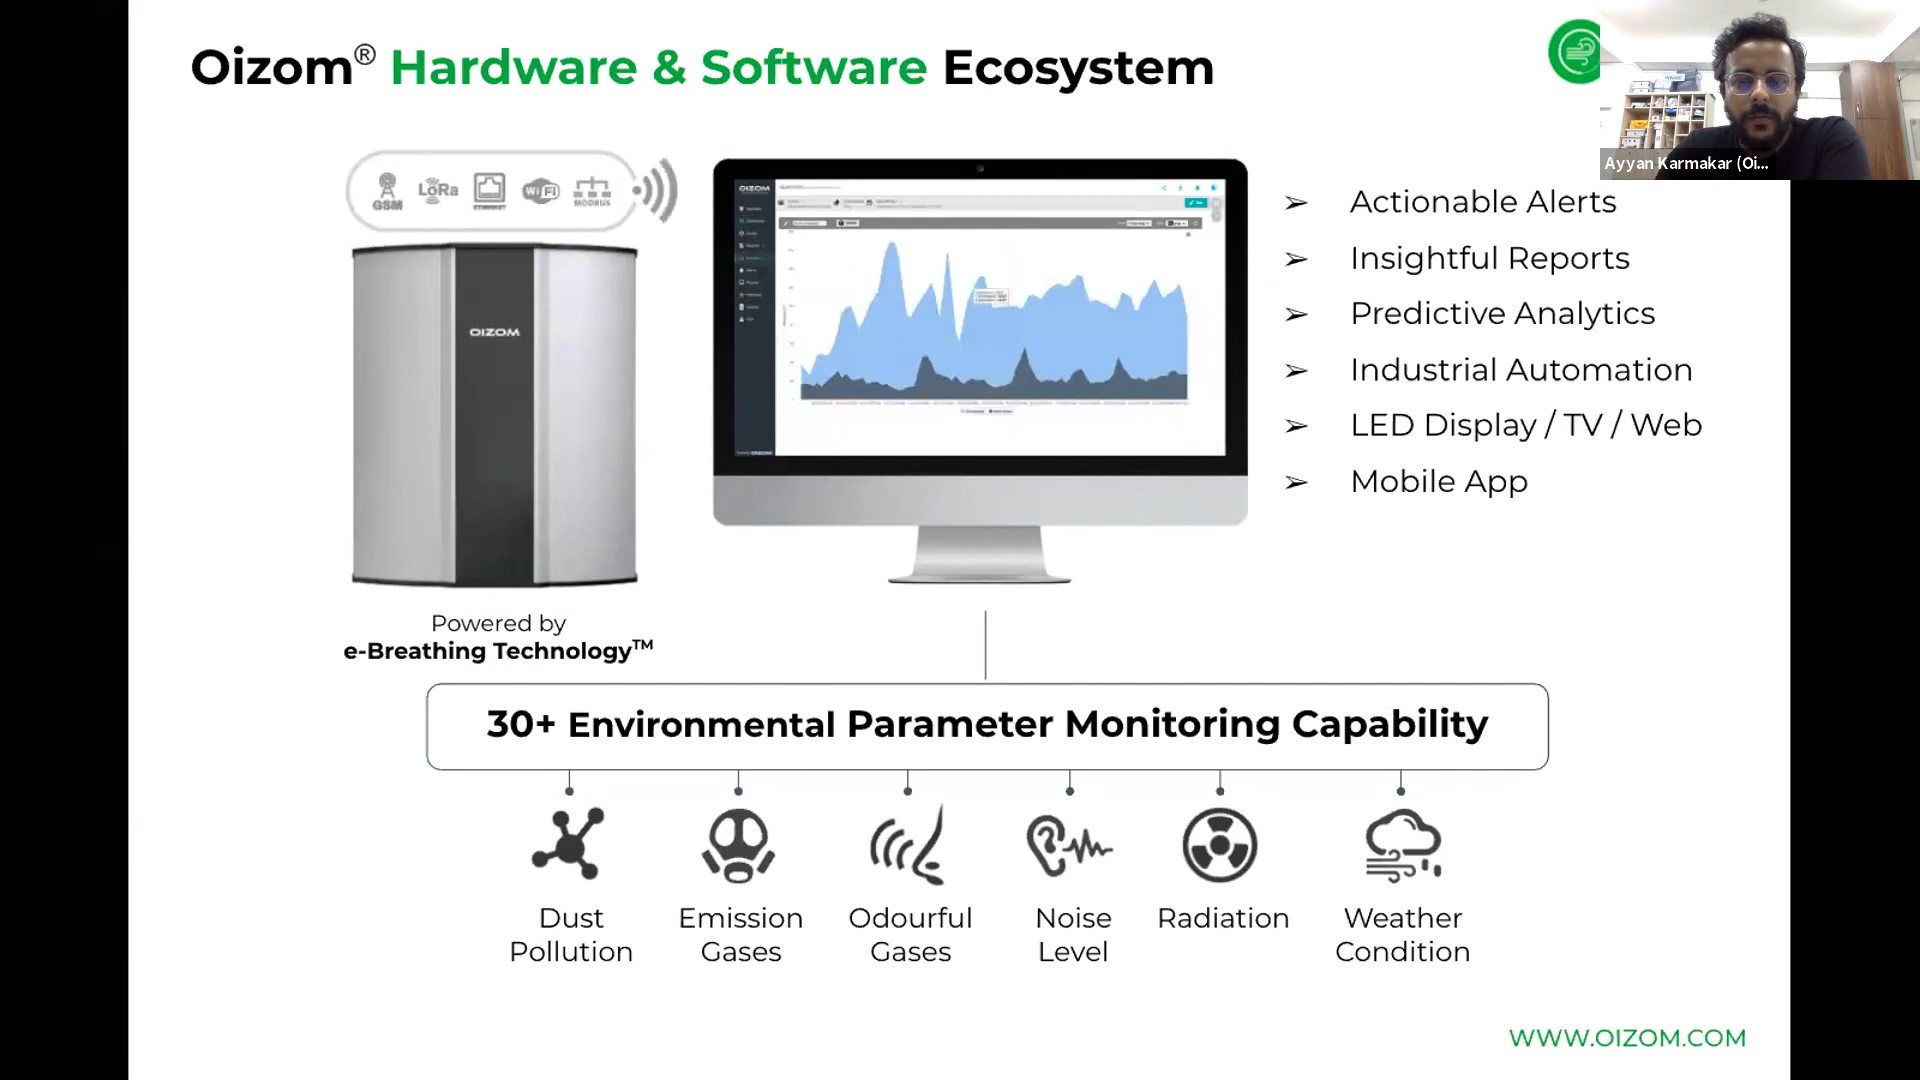 Oizom® Hardware & Software Ecosystem
Ayyan Karmakar (Oi...
GSM
LoRa
ETHERNET
WiFi
MODBUS
OIZOM
OIZOM
Actionable Alerts
Insightful Reports
Predictive Analytics
Industrial Automation
LED Display / TV / Web
Mobile App
Powered by
e-Breathing Technology™
30+ Environmental Parameter Monitoring Capability
Dust
Pollution
Emission
Gases
Odourful
Gases
Noise
Level
Radiation
Weather
Condition
WWW.OIZOM.COM